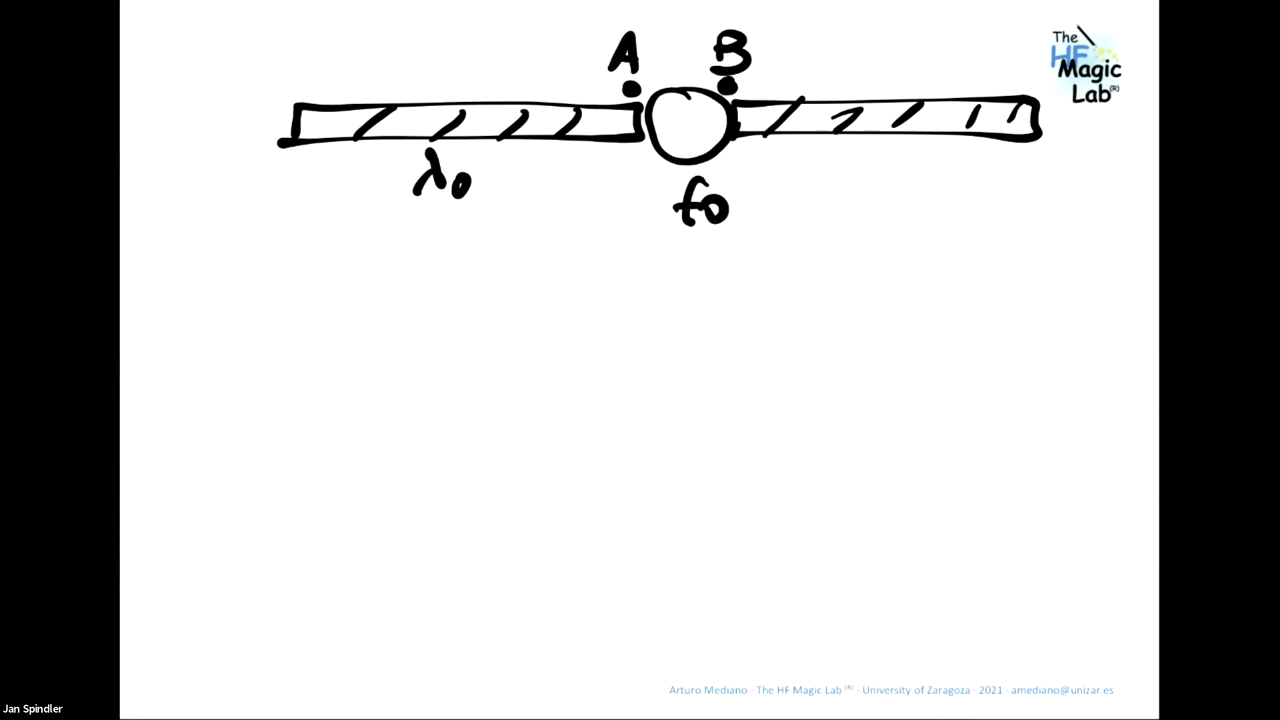 A B
The
HF
Magic
Lab(R)
λ0
f0
Arturo Mediano · The HF Magic Lab (R) · University of Zaragoza · 2021 · amediano@unizar.es
Jan Spindler